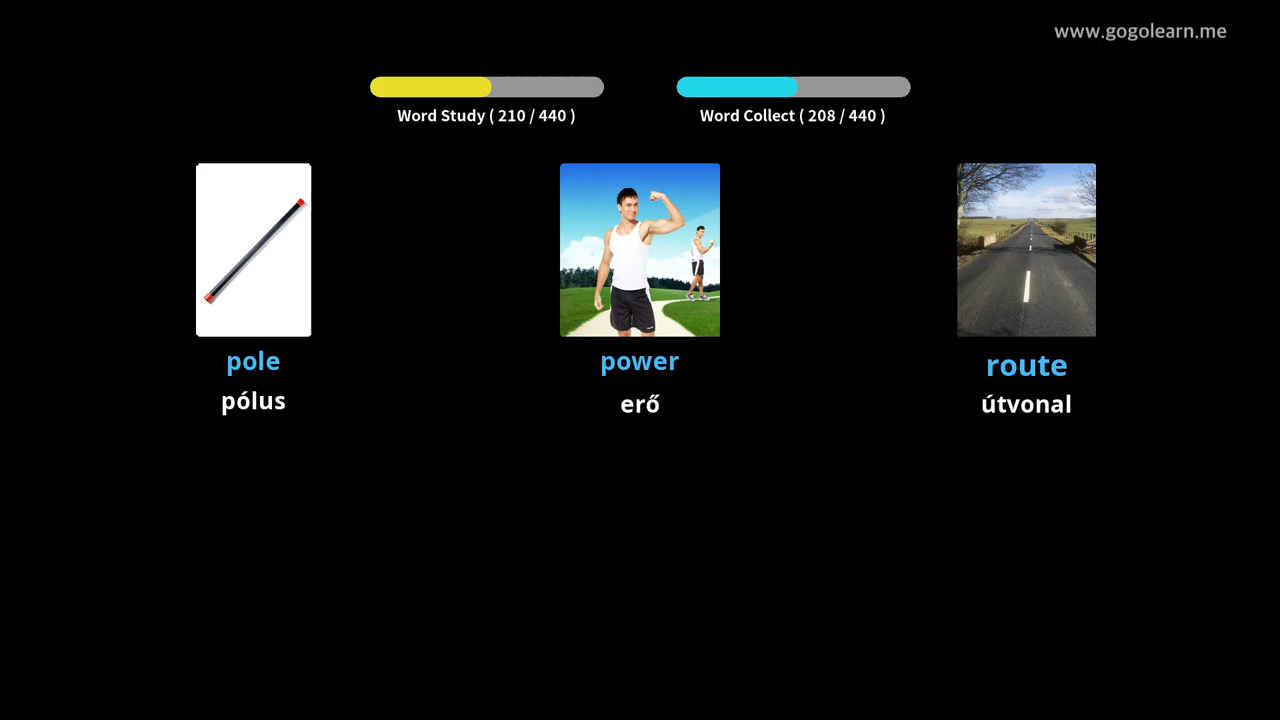 www.gogolearn.me
Word Study ( 210 / 440 )
Word Collect ( 208 / 440 )
pole
power
route
pólus
erő
útvonal